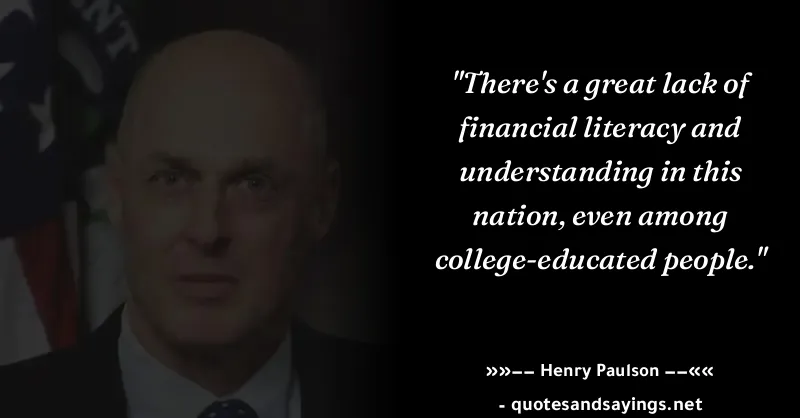 ENT
"There's a great lack of
financial literacy and
understanding in this
nation, even among
college-educated people."
»»−− Henry Paulson −−««
- quotesandsayings.net